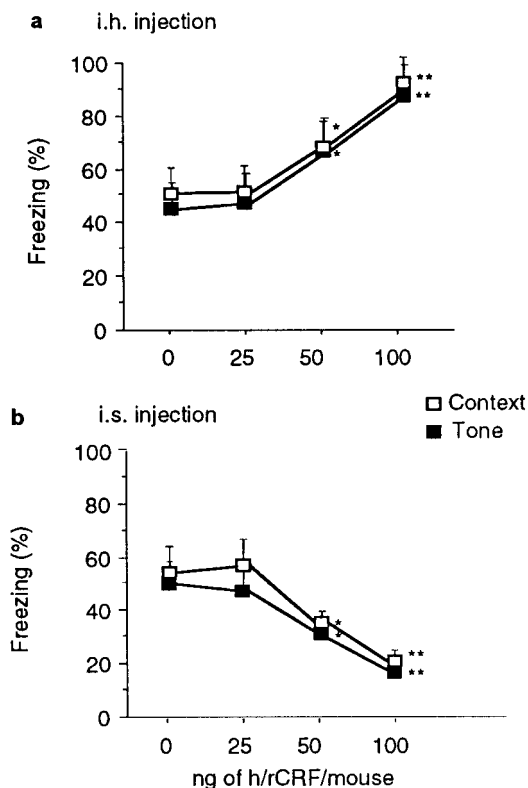 a i.h. injection
100
80
60
40
20
0
Freezing (%)
* *
* *
*
*
0 25 50 100
b i.s. injection
Context
Tone
100
80
60
40
20
0
Freezing (%)
*
*
* *
* *
0 25 50 100
ng of h/rCRF/mouse